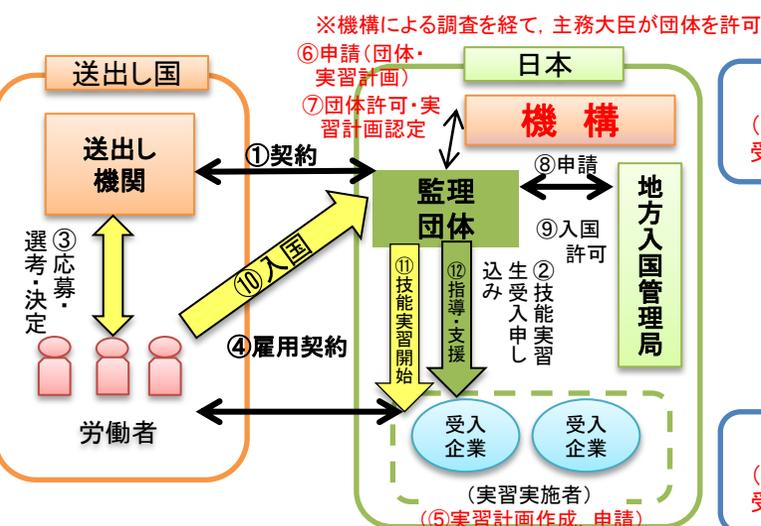 ※機構による調査を経て，主務大臣が団体を許可
⑥申請（団体・
実習計画）
⑦団体許可・実
習計画認定
送出し国
日本
機 構
送出し
機関
①契約
監理
団体
⑧申請
⑨入国
許可
地方入国管理局
③応募・
選考・決定
⑩入国
⑪技能実習開始
⑫指導・支援
②技能実習
生受入申し
込み
④雇用契約
労働者
受入
企業
受入
企業
（実習実施者）
（⑤実習計画作成，申請）
（
受
（
受